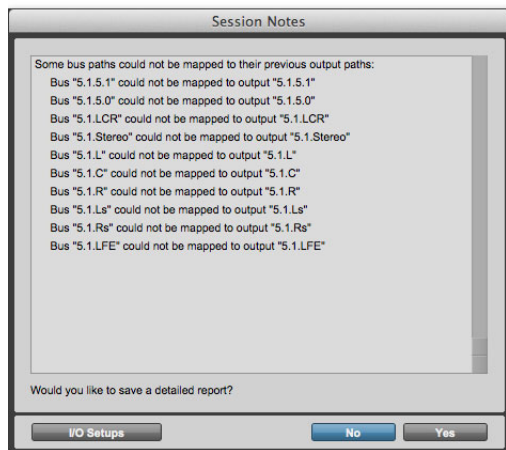 Session Notes
Some bus paths could not be mapped to their previous output paths:
Bus "5.1.5.1" could not be mapped to output "5.1.5.1"
Bus "5.1.5.0" could not be mapped to output "5.1.5.0"
Bus "5.1.LCR" could not be mapped to output "5.1.LCR"
Bus "5.1.Stereo" could not be mapped to output "5.1.Stereo"
Bus "5.1.L" could not be mapped to output "5.1.L"
Bus "5.1.C" could not be mapped to output "5.1.C"
Bus "5.1.R" could not be mapped to output "5.1.R"
Bus "5.1.Ls" could not be mapped to output "5.1.Ls"
Bus "5.1.Rs" could not be mapped to output "5.1.Rs"
Bus "5.1.LFE" could not be mapped to output "5.1.LFE"
Would you like to save a detailed report?
I/O Setups No Yes